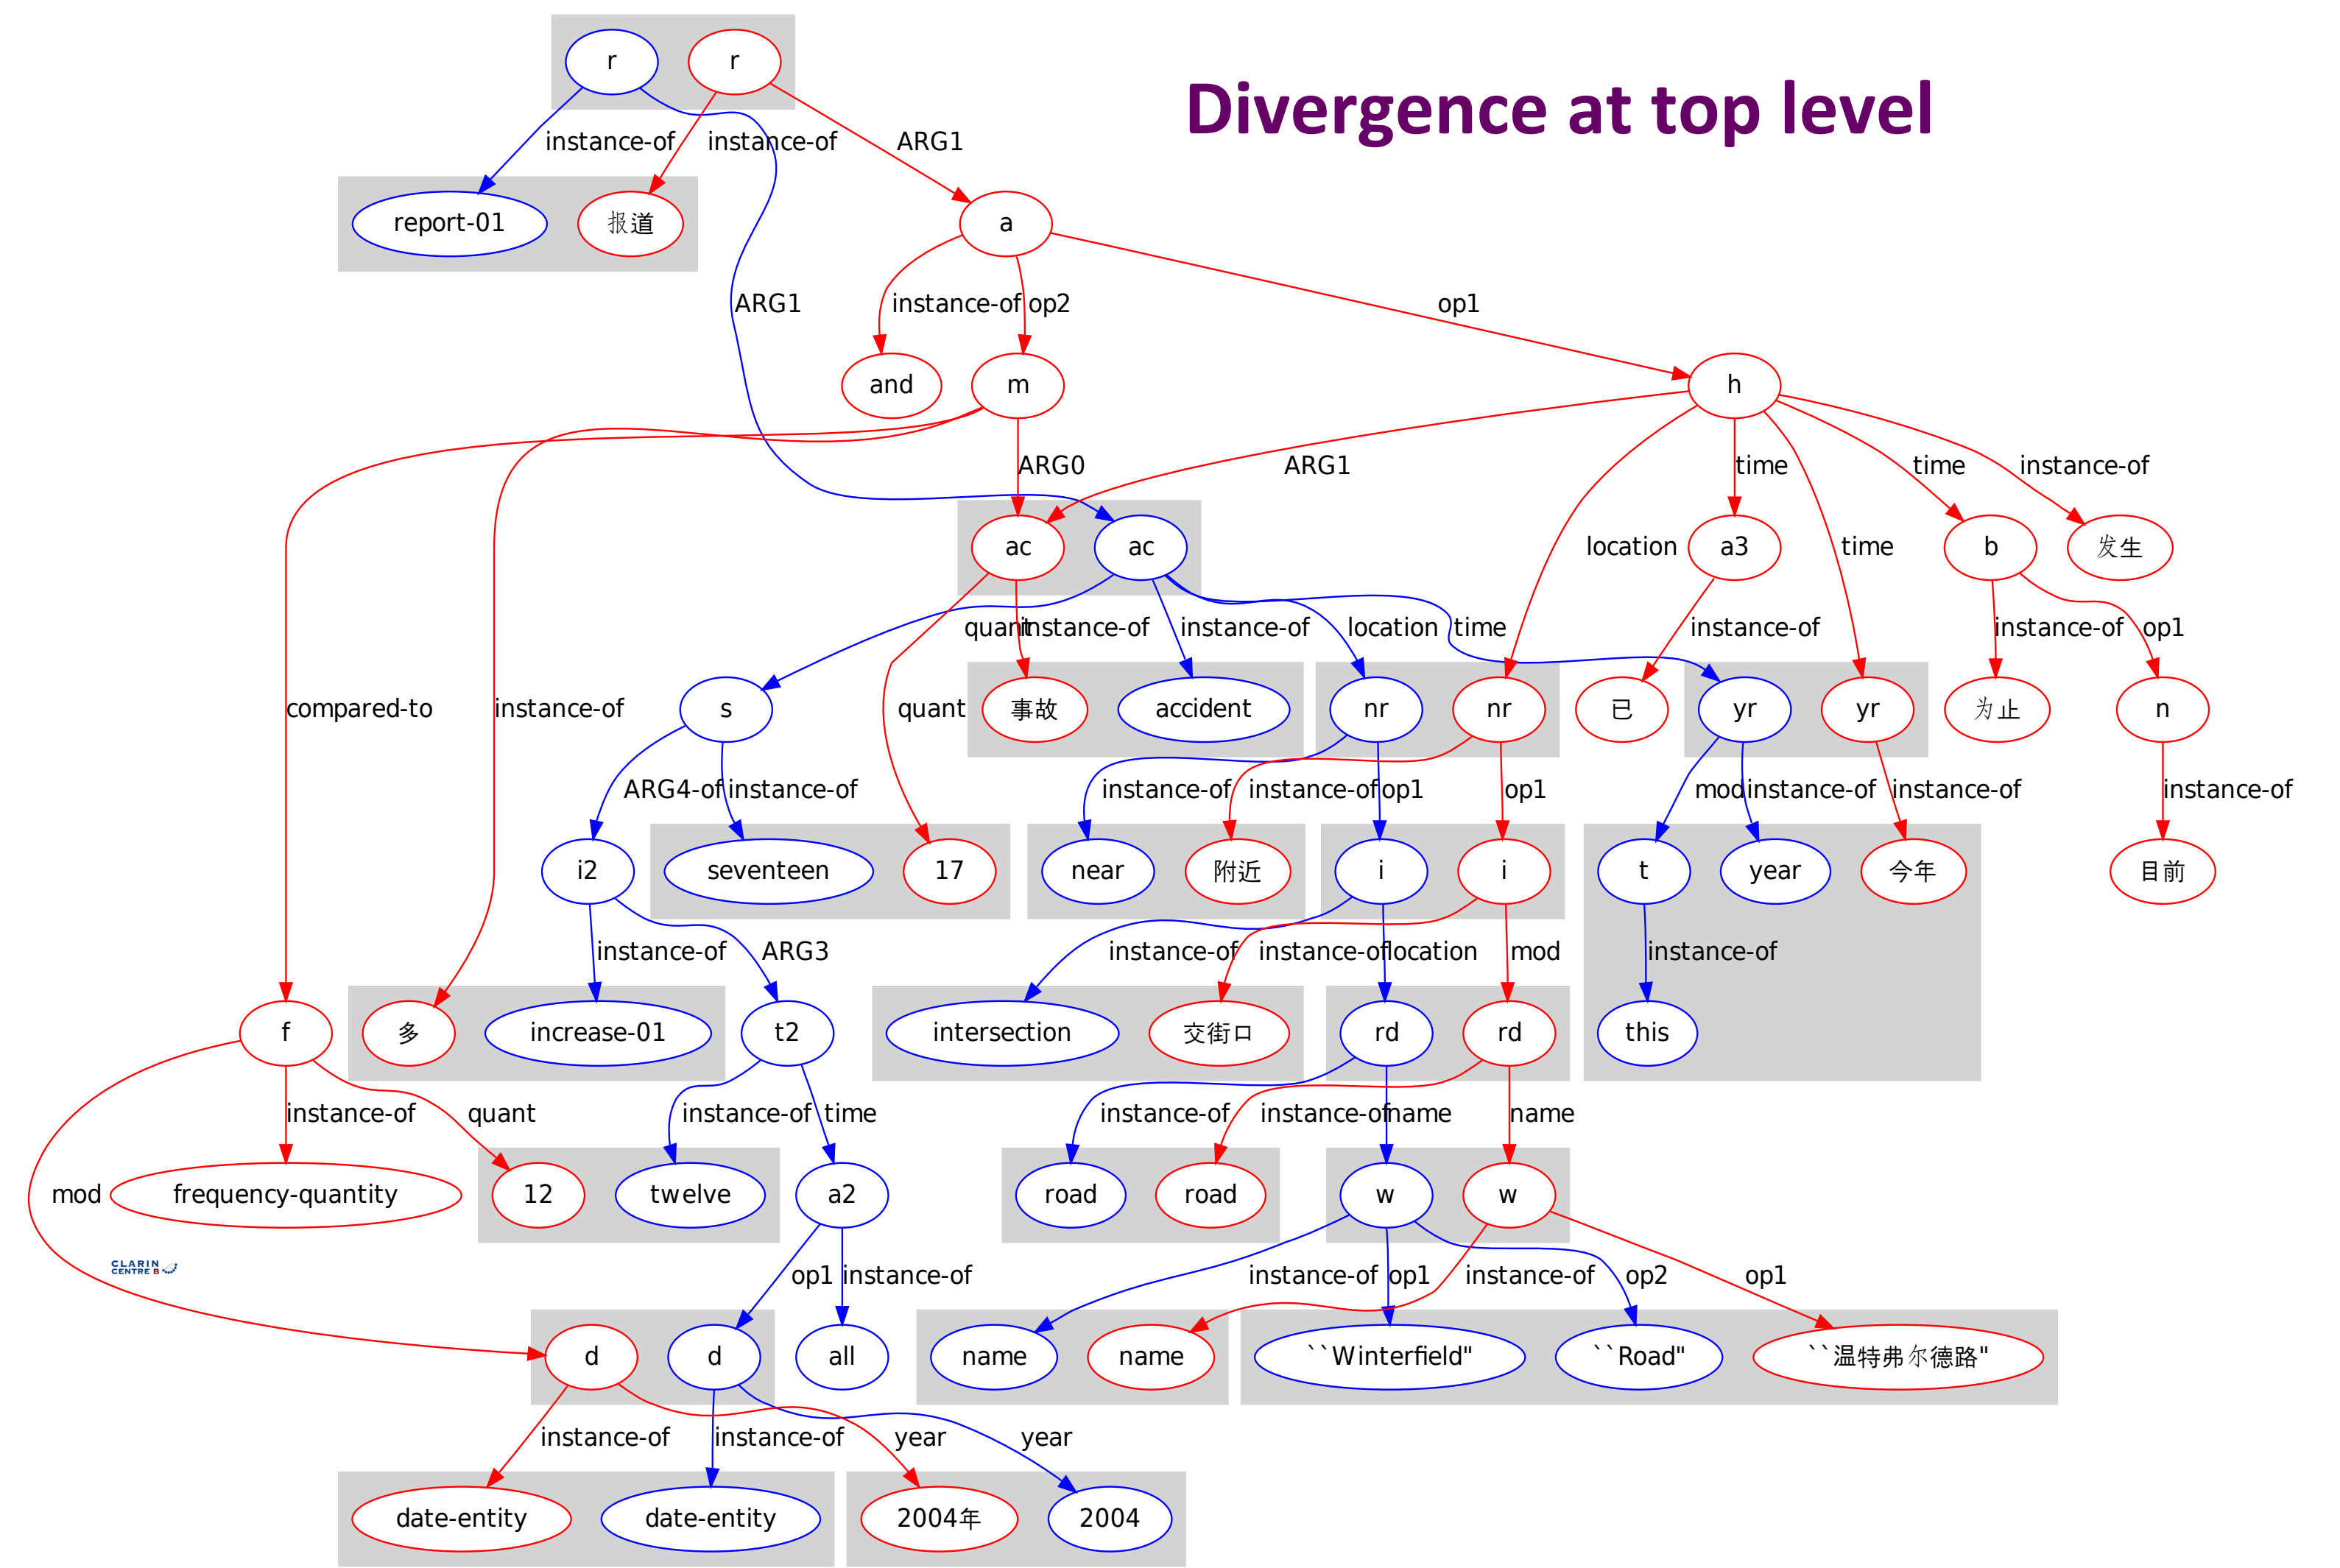 Divergence at top level
r
r
instance-of
instance-of
ARG1
report-01
报道
a
ARG1
instance-of
op2
op1
and
m
h
ARG0
ARG1
time
time
instance-of
ac
ac
location
a3
time
b
发生
quant
instance-of
instance-of
location
time
instance-of
instance-of
op1
compared-to
instance-of
s
quant
事故
accident
nr
nr
已
yr
yr
为止
n
ARG4-of
instance-of
instance-of
instance-of
op1
op1
mod
instance-of
instance-of
instance-of
i2
seventeen
17
near
附近
i
i
t
year
今年
目前
instance-of
ARG3
instance-of
instance-of
location
mod
instance-of
f
多
increase-01
t2
intersection
交街口
rd
rd
this
instance-of
quant
instance-of
time
instance-of
instance-of
name
name
mod
frequency-quantity
12
twelve
a2
road
road
w
w
CLARIN
CENTRE B
op1
instance-of
instance-of
op1
instance-of
op2
op1
d
d
all
name
name
``Winterfield"
``Road"
``温特弗尔德路"
instance-of
instance-of
year
year
date-entity
date-entity
2004年
2004